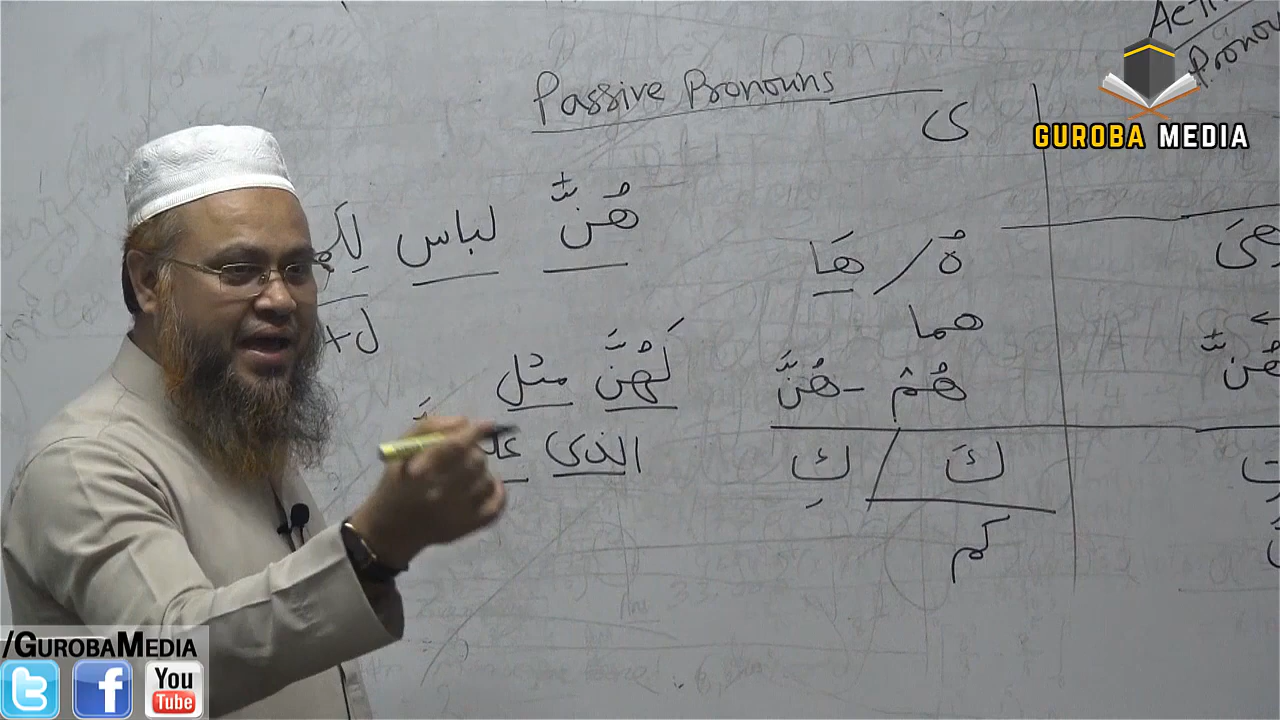 Passive Pronouns
GUROBA MEDIA
ى
هُنَّ لباس
هُ / هَا
هما
هُمْ - هُنَّ
لَهُنَّ مثل
الذى
كَ / كِ
كم
هِيَ
هُنَّ
ل+
/GUROBAMEDIA
You
Tube